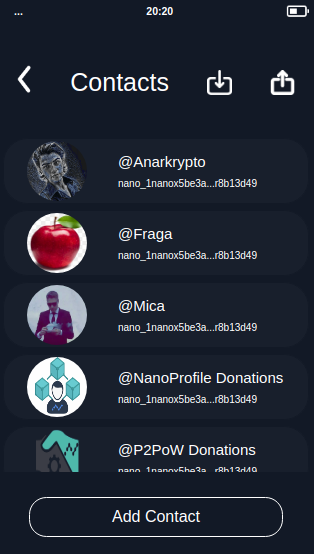 ...
20:20
Contacts
@Anarkrypto
nano_1nanox5be3a...r8b13d49
@Fraga
nano_1nanox5be3a...r8b13d49
@Mica
nano_1nanox5be3a...r8b13d49
@NanoProfile Donations
nano_1nanox5be3a...r8b13d49
@P2PoW Donations
nano_1nanox5be3a...r8b13d49
Add Contact